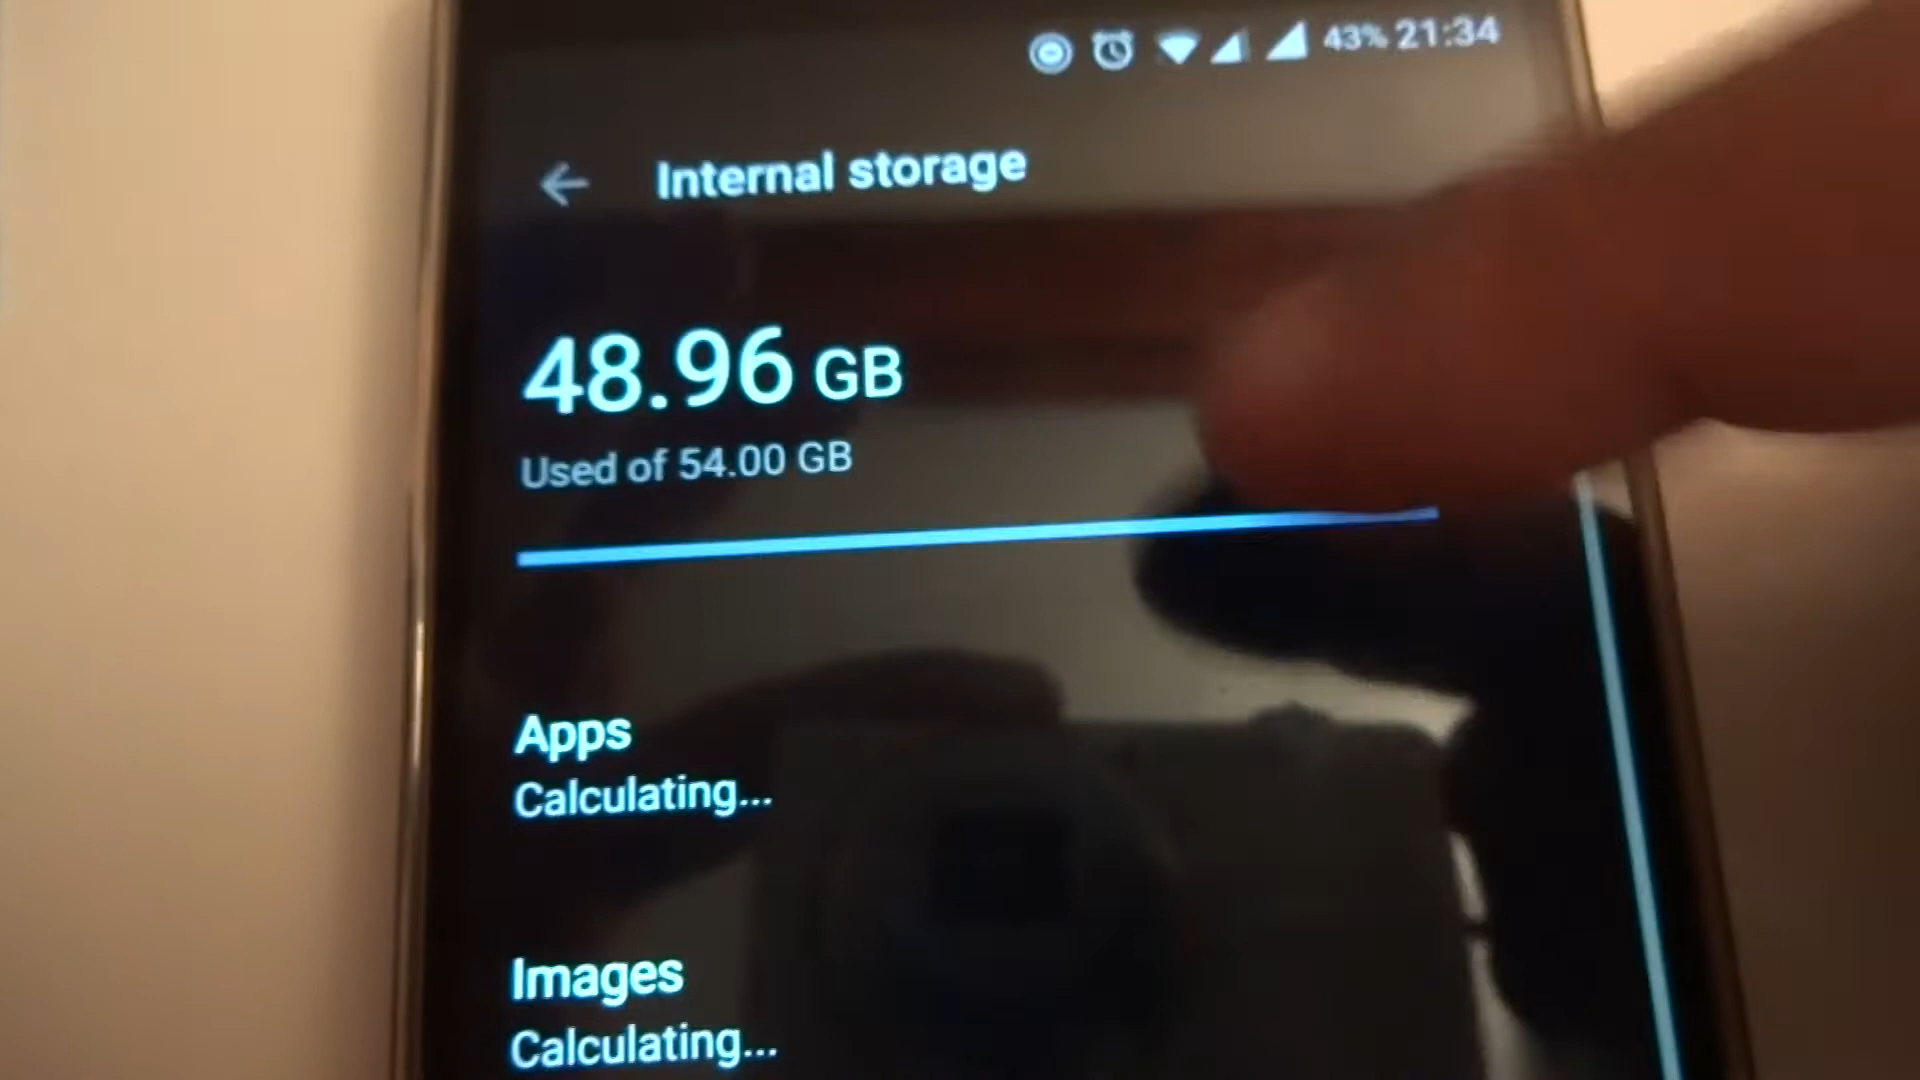 43% 21:34
Internal storage
48.96 GB
Used of 54.00 GB
Apps
Calculating...
Images
Calculating...